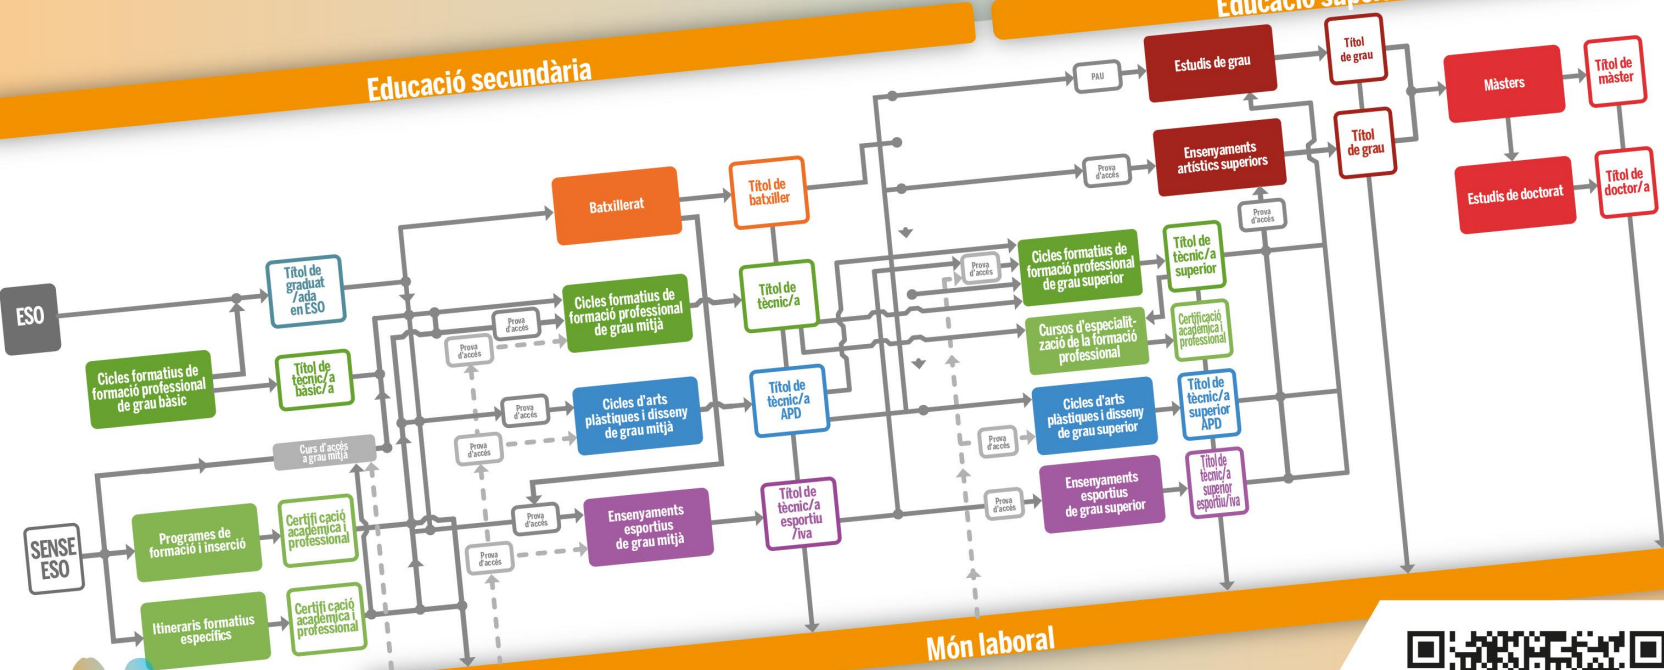 Educació secundària
Educació supe
ESO
Títol de
graduat
/ada
en ESO
Cicles formatius de
formació professional
de grau bàsic
Títol de
tècnic/a
bàsic/a
Curs d'accés
a grau mitjà
SENSE
ESO
Programes de
formació i inserció
Certifi cació
acadèmica i
professional
Itineraris formatius
específics
Certifi cació
acadèmica i
professional
Batxillerat
Títol de
batxiller
Prova
d'accés
Prova
d'accés
Cicles formatius de
formació professional
de grau mitjà
Títol de
tècnic/a
Prova
d'accés
Prova
d'accés
Cicles d'arts
plàstiques i disseny
de grau mitjà
Títol de
tècnic/a
APD
Prova
d'accés
Prova
d'accés
Ensenyaments
esportius
de grau mitjà
Títol de
tècnic/a
esportiu
/iva
PAU
Estudis de grau
Títol
de grau
Prova
d'accés
Ensenyaments
artístics superiors
Títol
de grau
Prova
d'accés
Màsters
Títol de
màster
Estudis de doctorat
Títol de
doctor/a
Prova
d'accés
Cicles formatius de
formació professional
de grau superior
Títol de
tècnic/a
superior
Cursos d'especialit-
zació de la formació
professional
Certificació
acadèmica i
professional
Prova
d'accés
Cicles d'arts
plàstiques i disseny
de grau superior
Títol de
tècnic/a
superior
APD
Prova
d'accés
Ensenyaments
esportius
de grau superior
Títol de
tècnic/a
superior
esportiu/iva
Món laboral